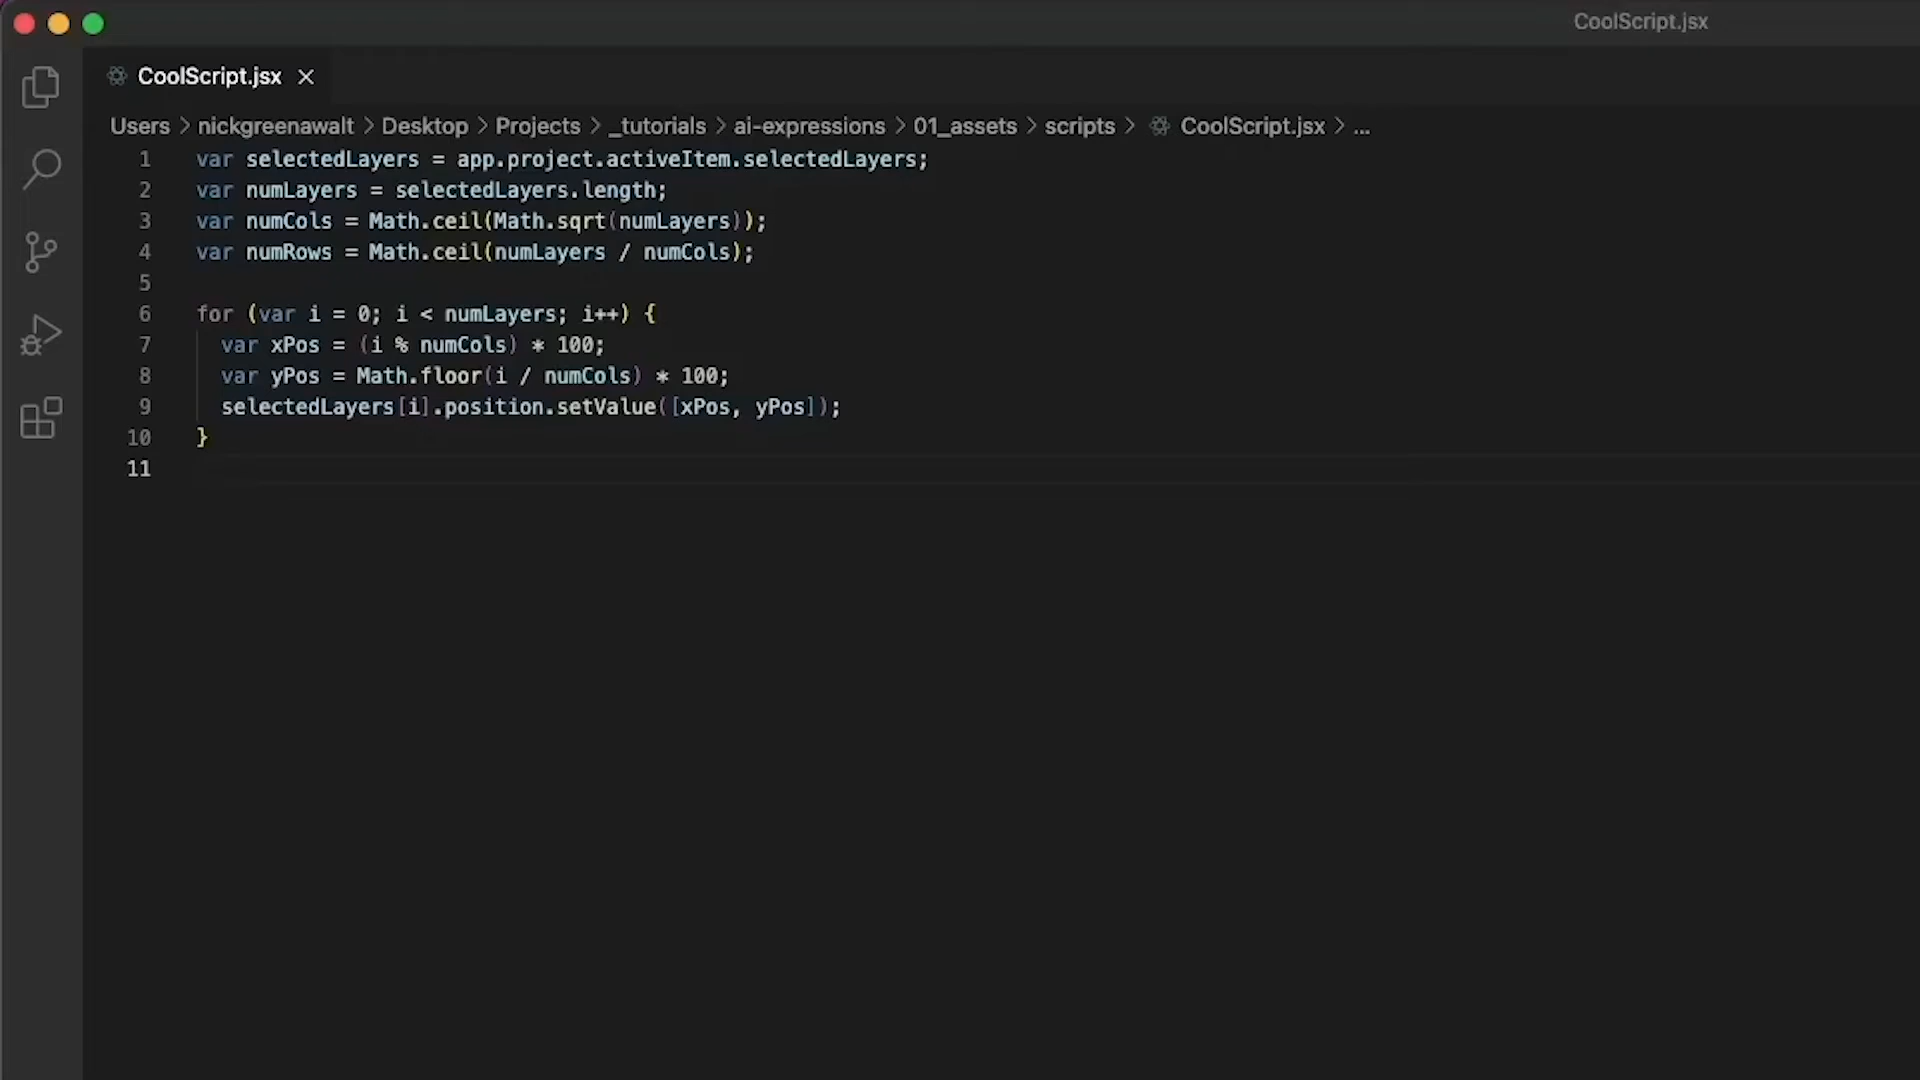 CoolScript.jsx
CoolScript.jsx
Users > nickgreenawalt > Desktop > Projects > _tutorials > ai-expressions > 01_assets > scripts > CoolScript.jsx > ...
1 var selectedLayers = app.project.activeItem.selectedLayers;
2 var numLayers = selectedLayers.length;
3 var numCols = Math.ceil(Math.sqrt(numLayers));
4 var numRows = Math.ceil(numLayers / numCols);
5
6 for (var i = 0; i < numLayers; i++) {
7   var xPos = (i % numCols) * 100;
8   var yPos = Math.floor(i / numCols) * 100;
9   selectedLayers[i].position.setValue([xPos, yPos]);
10 }
11